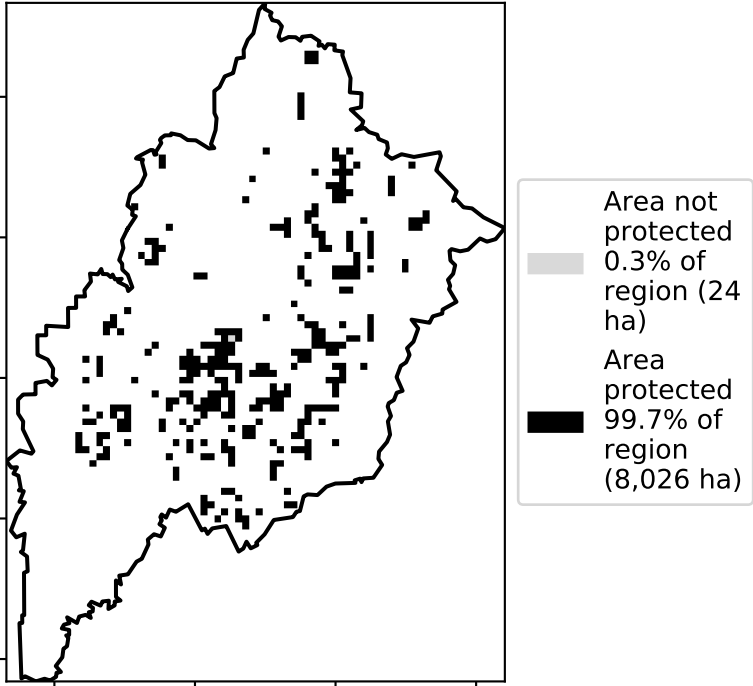 Area not
protected
0.3% of
region (24
ha)
Area
protected
99.7% of
region
(8,026 ha)